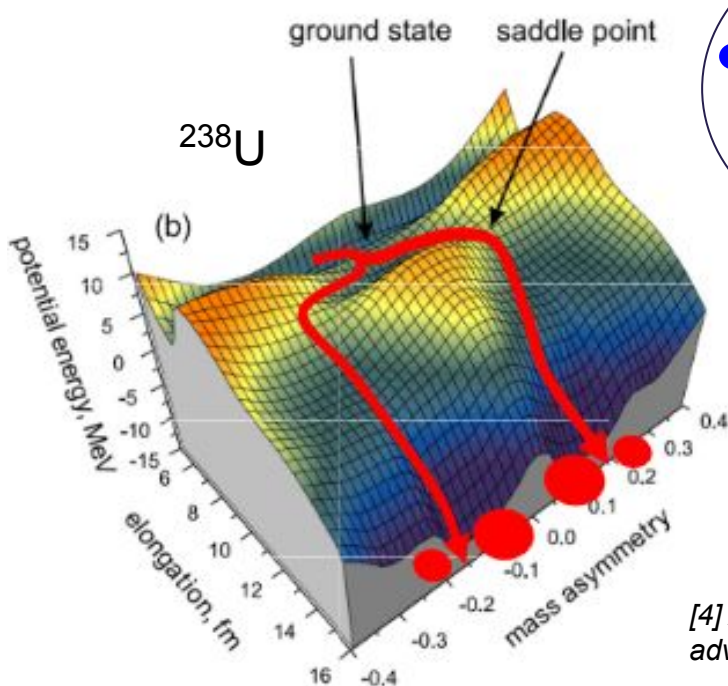 ground state
saddle point
²³⁸U
(b)
potential energy, MeV
15
10
5
0
-5
-10
-15
elongation, fm
6
8
10
12
14
16
mass asymmetry
-0.4
-0.3
-0.2
-0.1
0.0
0.1
0.2
0.3
0.4
[4]
adv